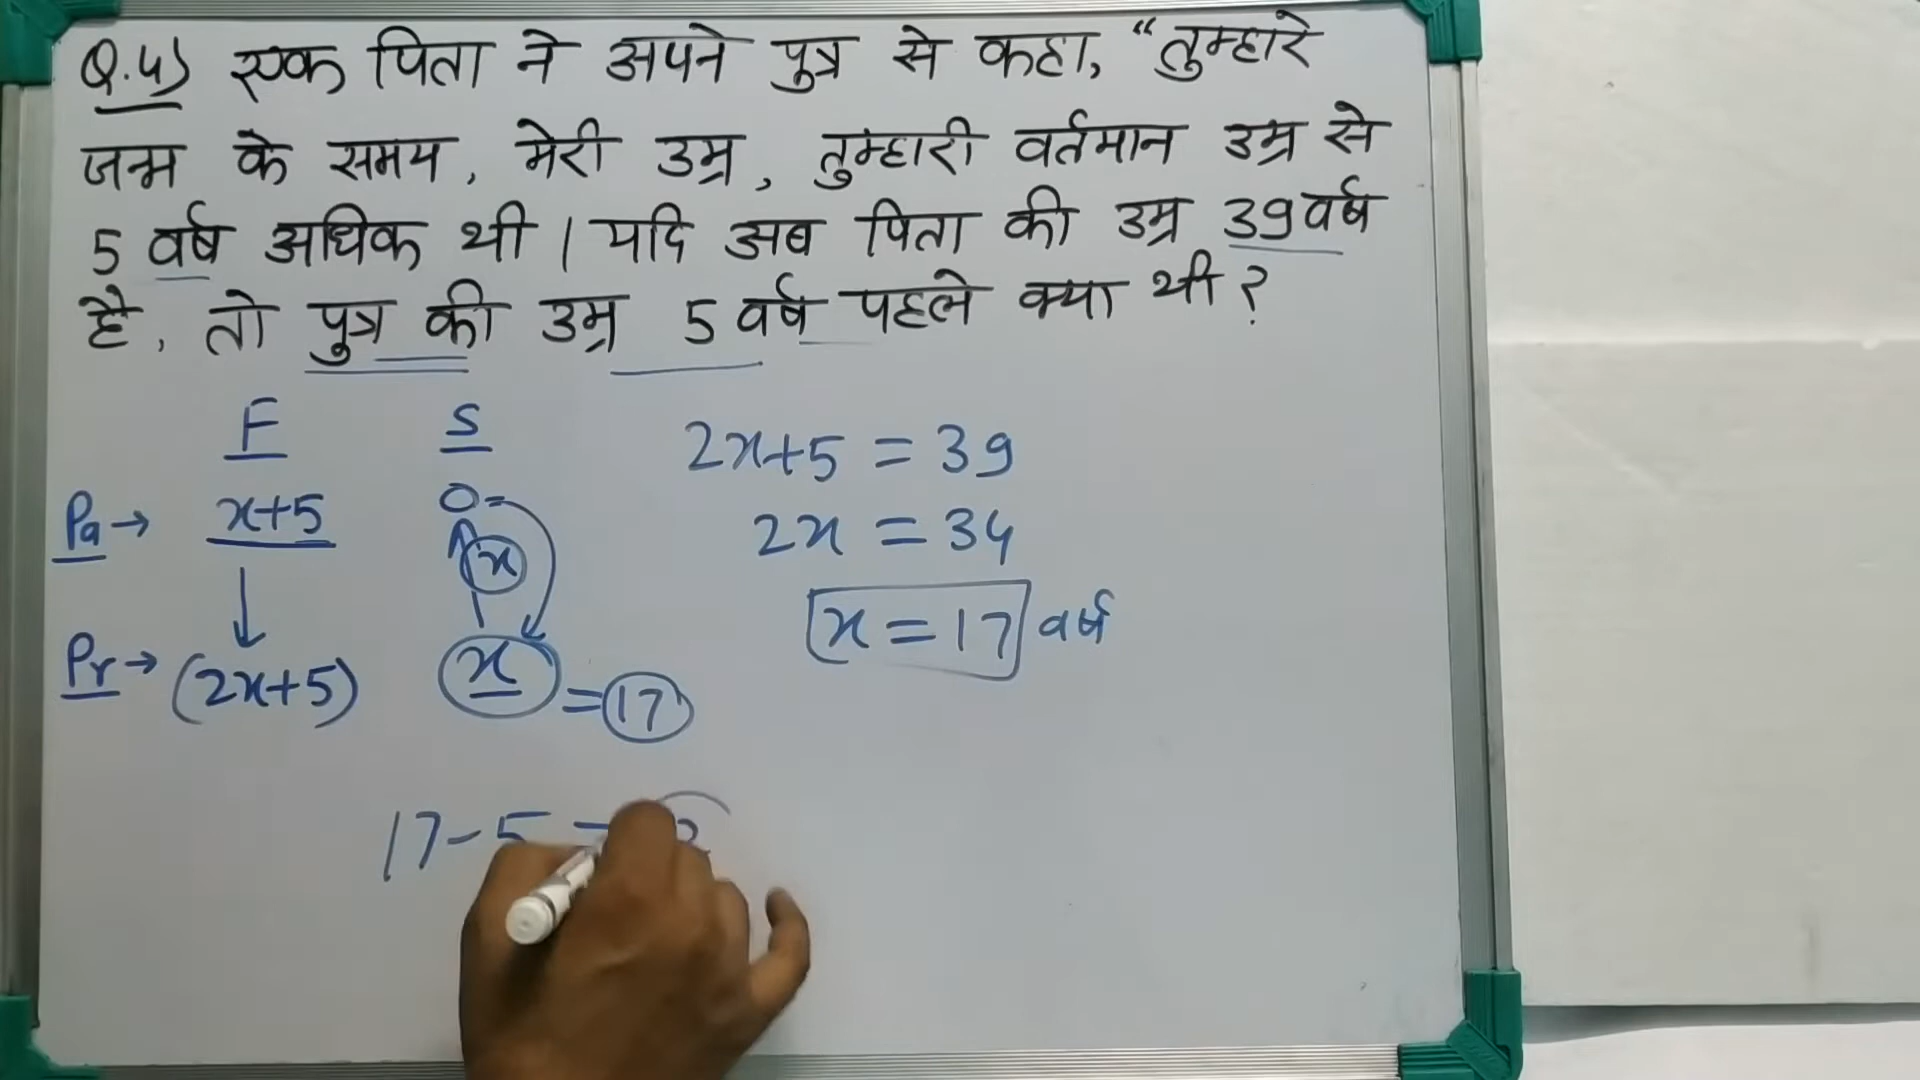 Q.4) एक पिता ने अपने पुत्र से कहा, "तुम्हारे
जन्म के समय, मेरी उम्र, तुम्हारी वर्तमान उम्र से
5 वर्ष अधिक थी । यदि अब पिता की उम्र 39 वर्ष
है, तो पुत्र की उम्र 5 वर्ष पहले क्या थी ?
F S
Pa → x+5 0
x
Pr → (2x+5) x = 17
2x+5 = 39
2x = 34
x = 17 वर्ष
17-5 =